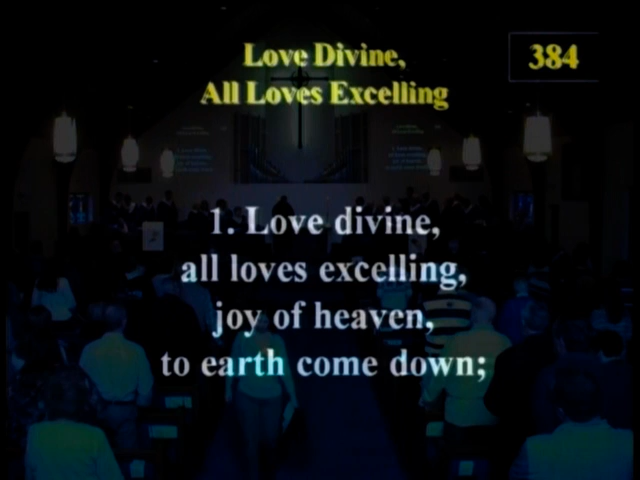 Love Divine,
All Loves Excelling
384
1. Love divine,
all loves excelling,
joy of heaven,
to earth come down;